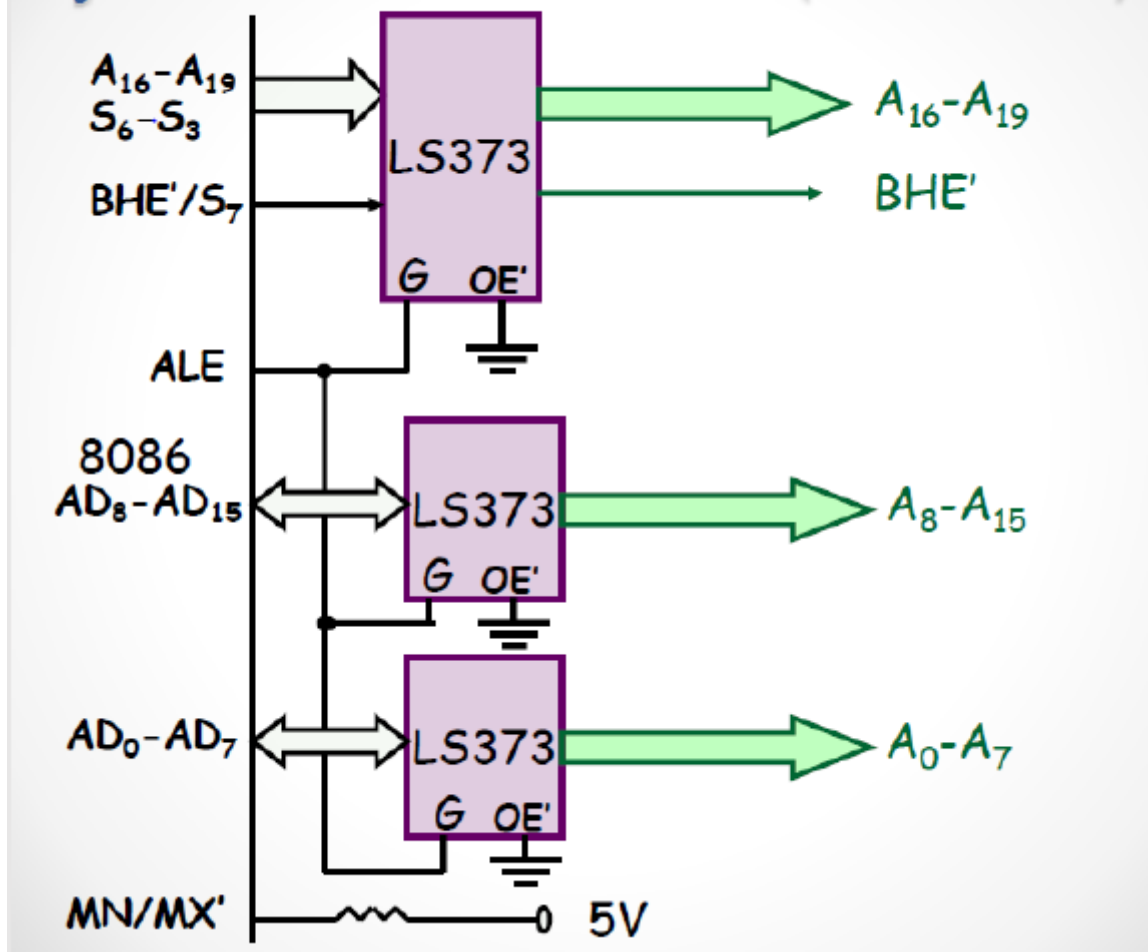 A₁₆-A₁₉
S₆-S₃
BHE'/S₇
LS373
G OE'
A₁₆-A₁₉
BHE'
ALE
8086
AD₈-AD₁₅
LS373
G OE'
A₈-A₁₅
AD₀-AD₇
LS373
G OE'
A₀-A₇
MN/MX'
5V